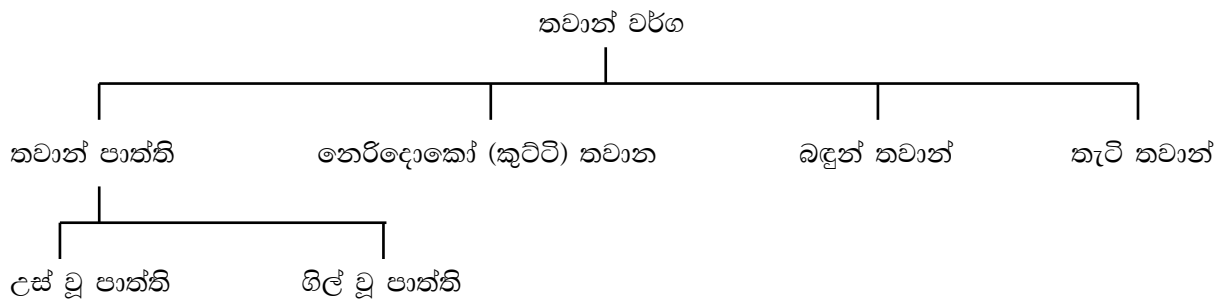 තවාන් වර්ග
තවාන් පාත්ති නෙරිදොකෝ (කුට්ටි) තවාන බඳුන් තවාන් තැටි තවාන්
උස් වූ පාත්ති ගිල් වූ පාත්ති